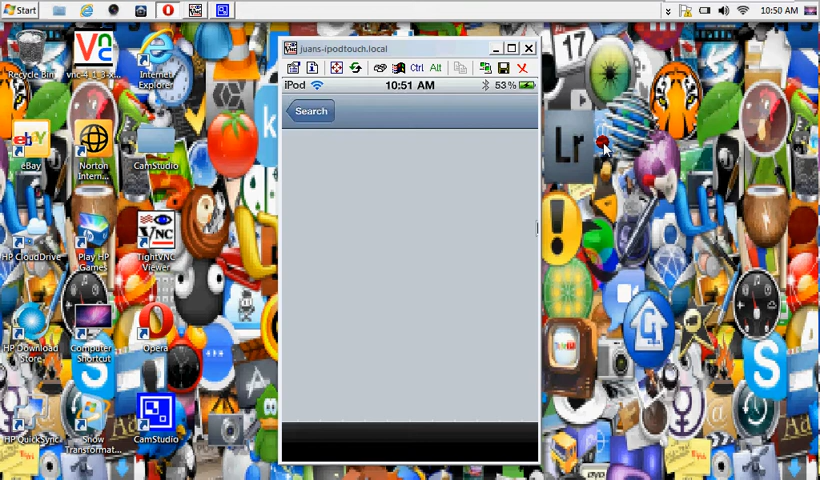 Start
10:50 AM
juans-ipodtouch.local
Ctrl Alt
iPod 10:51 AM 53%
Search
Recycle Bin
vnc-4_1_3-x...
Internet Explorer
eBay
Norton Intern...
CamStudio
HP CloudDrive
Play HP Games
TightVNC Viewer
HP Download Store
Computer Shortcut
Opera
HP QuickSync
Show Transformat...
CamStudio
17
Lr